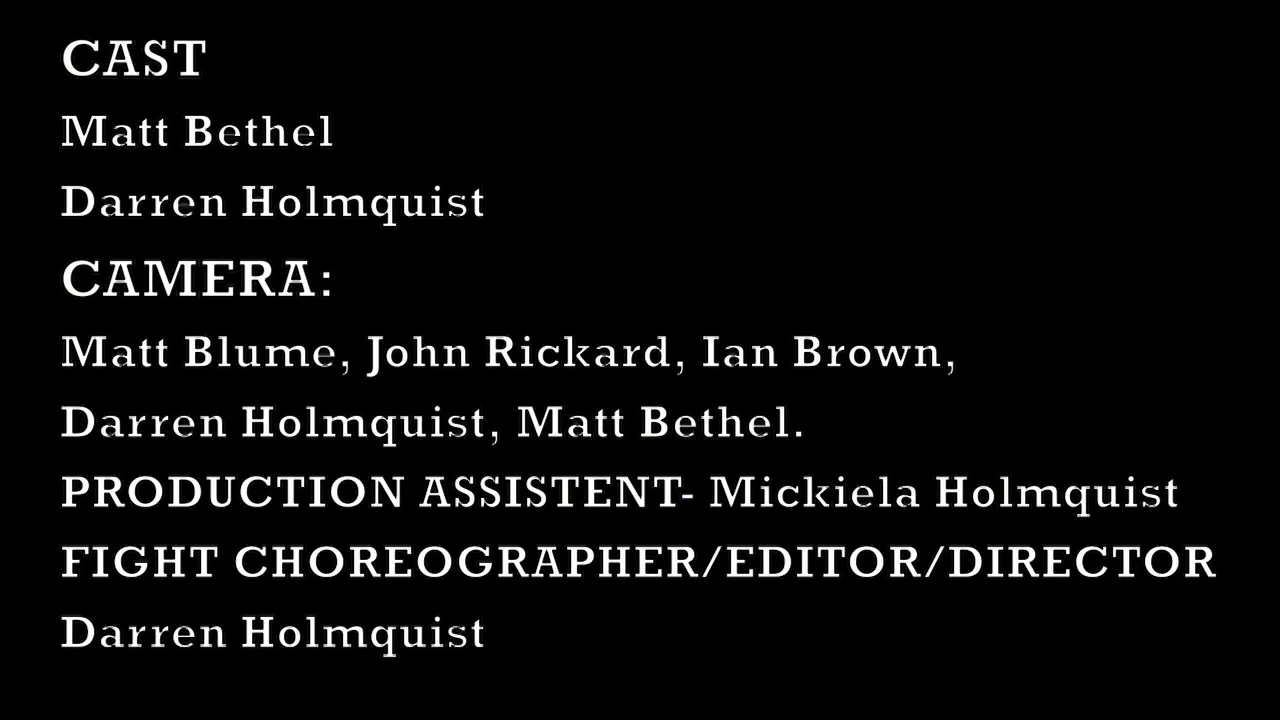 CAST
Matt Bethel
Darren Holmquist
CAMERA:
Matt Blume, John Rickard, Ian Brown,
Darren Holmquist, Matt Bethel.
PRODUCTION ASSISTENT- Mickiela Holmquist
FIGHT CHOREOGRAPHER/EDITOR/DIRECTOR
Darren Holmquist